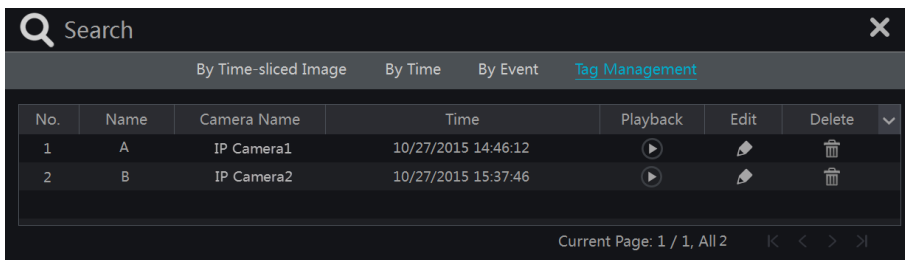 Search
By Time-sliced Image By Time By Event Tag Management
No. Name Camera Name Time Playback Edit Delete
1 A IP Camera1 10/27/2015 14:46:12
2 B IP Camera2 10/27/2015 15:37:46
Current Page: 1 / 1, All 2